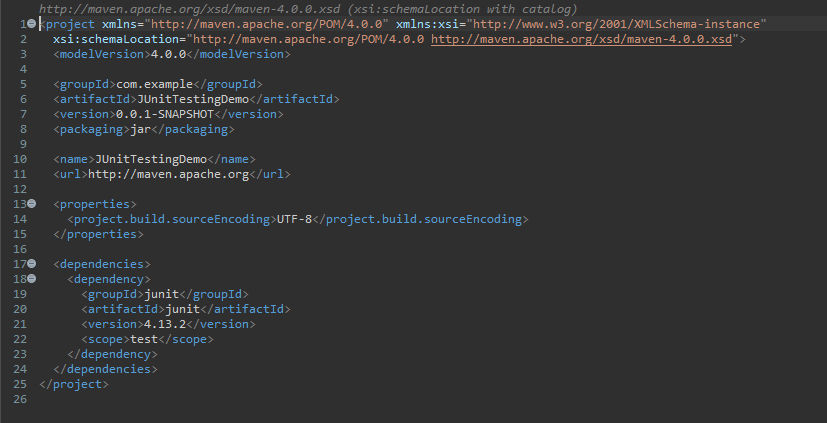 http://maven.apache.org/xsd/maven-4.0.0.xsd (xsi:schemaLocation with catalog)
1 <project xmlns="http://maven.apache.org/POM/4.0.0" xmlns:xsi="http://www.w3.org/2001/XMLSchema-instance"
2   xsi:schemaLocation="http://maven.apache.org/POM/4.0.0 http://maven.apache.org/xsd/maven-4.0.0.xsd">
3   <modelVersion>4.0.0</modelVersion>
4
5   <groupId>com.example</groupId>
6   <artifactId>JUnitTestingDemo</artifactId>
7   <version>0.0.1-SNAPSHOT</version>
8   <packaging>jar</packaging>
9
10   <name>JUnitTestingDemo</name>
11   <url>http://maven.apache.org</url>
12
13   <properties>
14     <project.build.sourceEncoding>UTF-8</project.build.sourceEncoding>
15   </properties>
16
17   <dependencies>
18     <dependency>
19       <groupId>junit</groupId>
20       <artifactId>junit</artifactId>
21       <version>4.13.2</version>
22       <scope>test</scope>
23     </dependency>
24   </dependencies>
25 </project>
26